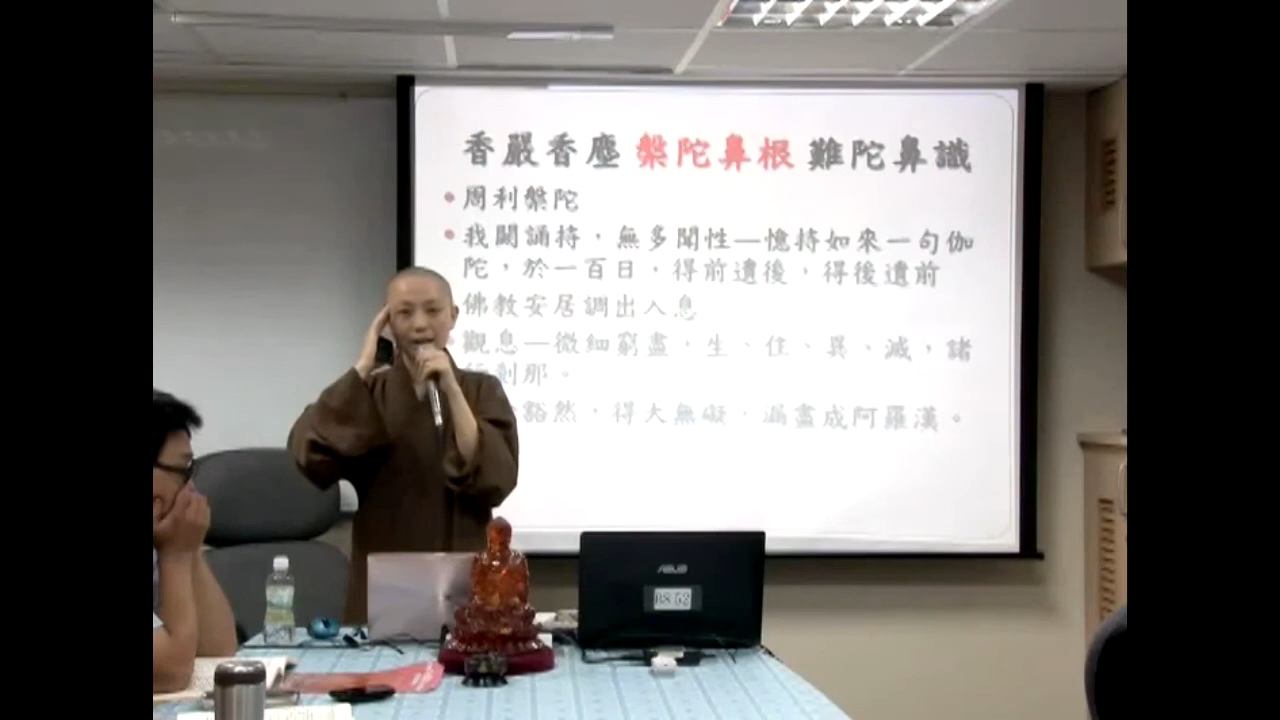 香嚴香塵 槃陀鼻根 難陀鼻識
周利槃陀
我闕誦持，無多聞性—憶持如來一句伽
陀，於一百日，得前遺後，得後遺前
佛教安居調出入息
觀息—微細窮盡，生、住、異、滅，諸
行剎那。
豁然，得大無礙，漏盡成阿羅漢。
ASUS